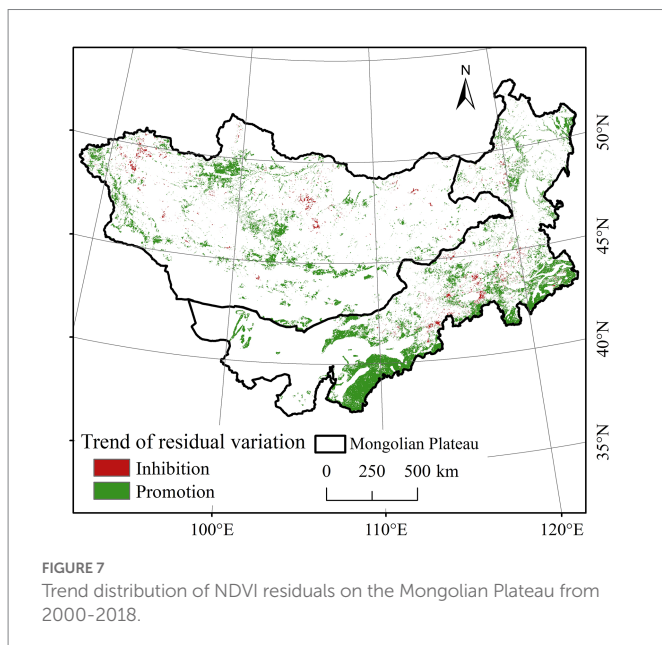 N
50°N
45°N
40°N
35°N
Trend of residual variation
Mongolian Plateau
Inhibition
Promotion
0 250 500 km
100°E 110°E 120°E
FIGURE 7
Trend distribution of NDVI residuals on the Mongolian Plateau from
2000-2018.